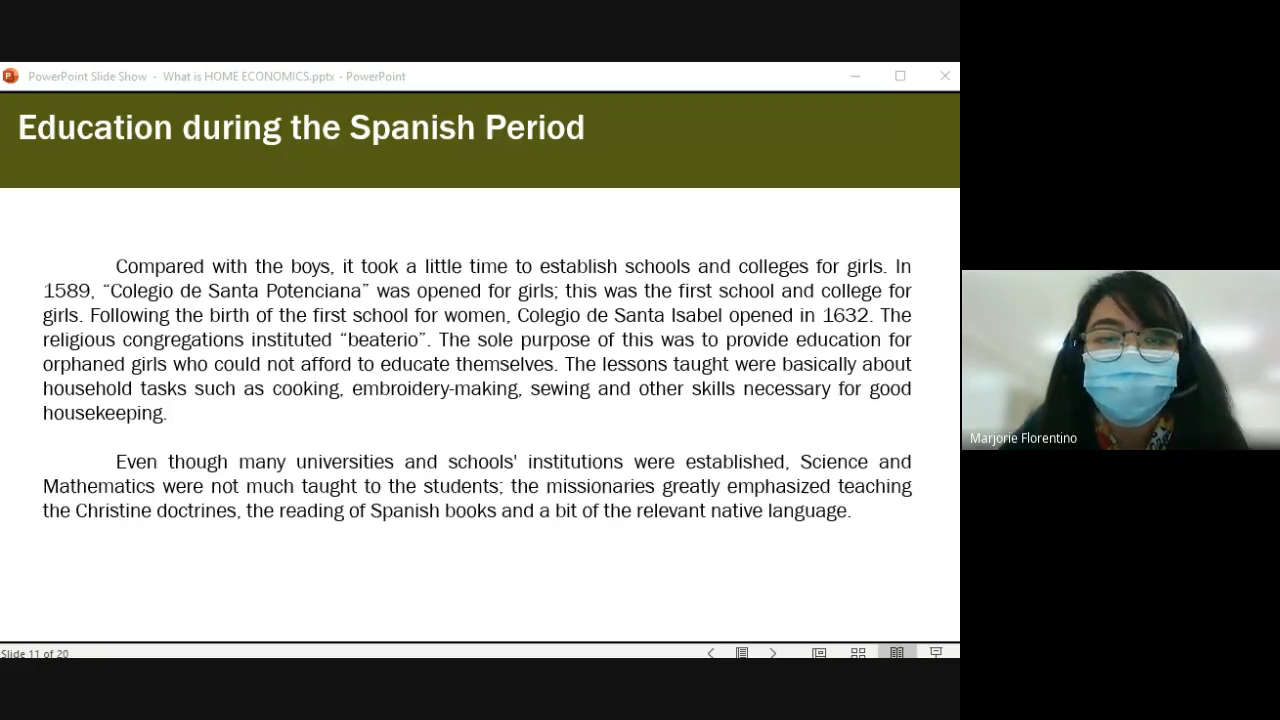 PowerPoint Slide Show - What is HOME ECONOMICS.pptx - PowerPoint
Education during the Spanish Period
Compared with the boys, it took a little time to establish schools and colleges for girls. In
1589, “Colegio de Santa Potenciana” was opened for girls; this was the first school and college for
girls. Following the birth of the first school for women, Colegio de Santa Isabel opened in 1632. The
religious congregations instituted “beaterio”. The sole purpose of this was to provide education for
orphaned girls who could not afford to educate themselves. The lessons taught were basically about
household tasks such as cooking, embroidery-making, sewing and other skills necessary for good
housekeeping.
Even though many universities and schools' institutions were established, Science and
Mathematics were not much taught to the students; the missionaries greatly emphasized teaching
the Christine doctrines, the reading of Spanish books and a bit of the relevant native language.
Marjorie Florentino
Slide 11 of 20